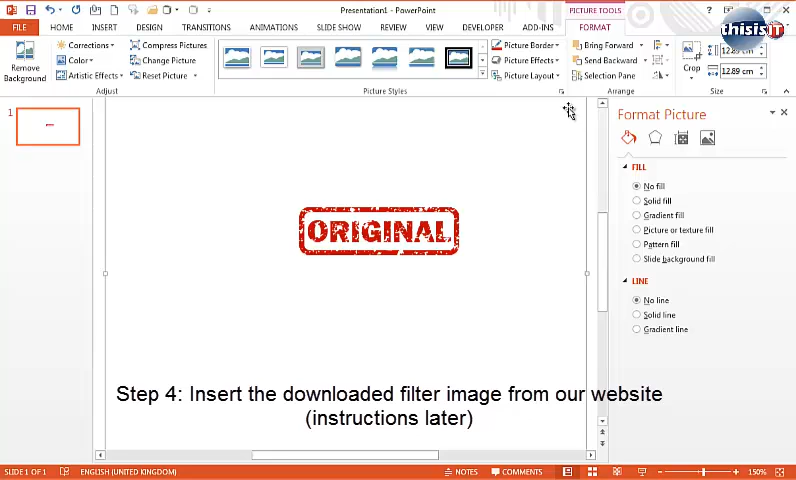 Presentation1 - PowerPoint
PICTURE TOOLS
thisisIT
FILE HOME INSERT DESIGN TRANSITIONS ANIMATIONS SLIDE SHOW REVIEW VIEW DEVELOPER ADD-INS FORMAT
Remove Background
Corrections
Color
Artistic Effects
Compress Pictures
Change Picture
Reset Picture
Adjust
Picture Styles
Picture Border
Picture Effects
Picture Layout
Bring Forward
Send Backward
Selection Pane
Arrange
Crop
12.89 cm
Size
1
ORIGINAL
Format Picture
FILL
No fill
Solid fill
Gradient fill
Picture or texture fill
Pattern fill
Slide background fill
LINE
No line
Solid line
Gradient line
Step 4: Insert the downloaded filter image from our website
(instructions later)
SLIDE 1 OF 1 ENGLISH (UNITED KINGDOM) NOTES COMMENTS 150%